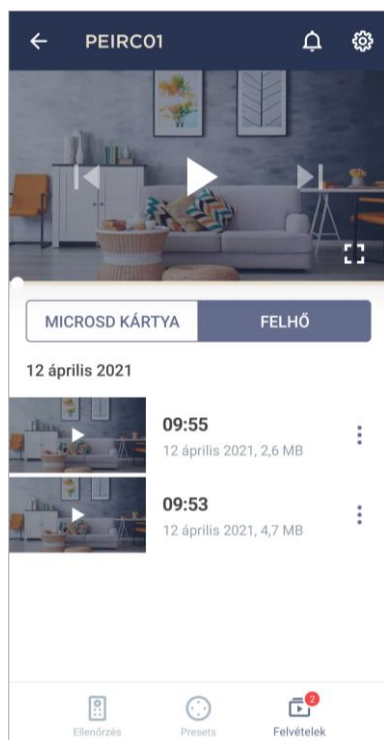 PEIRC01
MICROSD KÁRTYA
FELHŐ
12 április 2021
09:55
12 április 2021, 2,6 MB
09:53
12 április 2021, 4,7 MB
2
Ellenőrzés
Presets
Felvételek